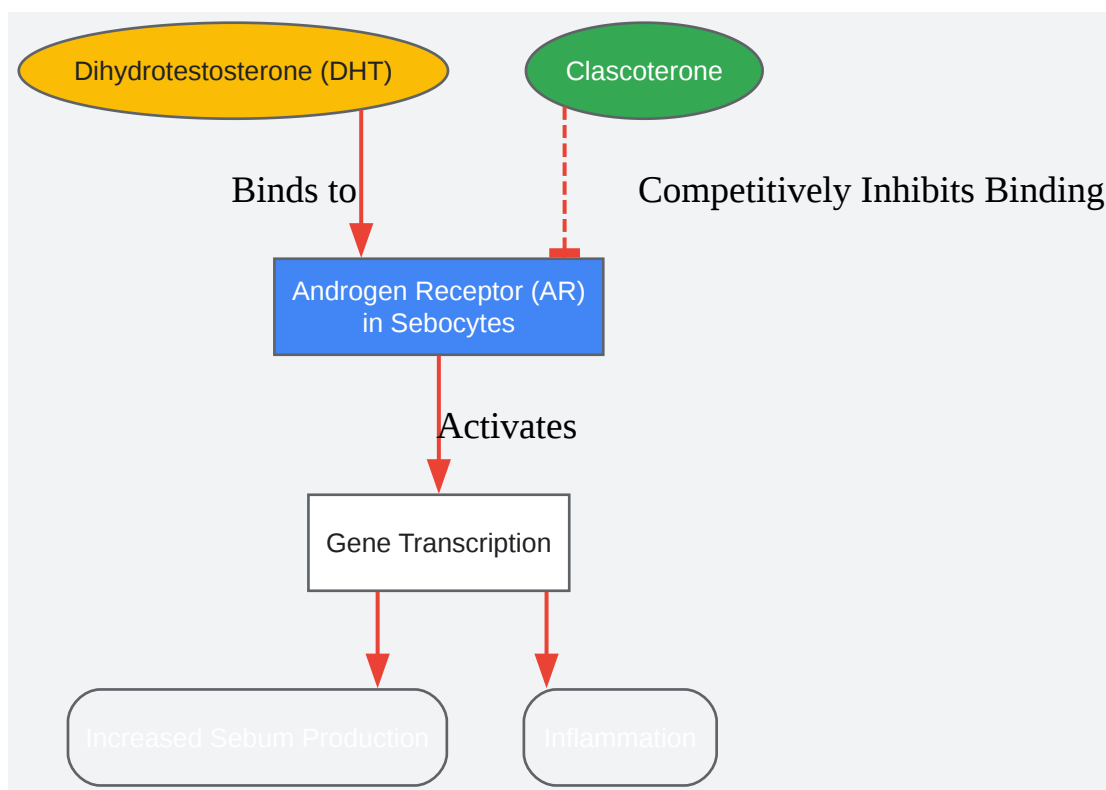 Dihydrotestosterone (DHT)
Clascoterone
Binds to
Competitively Inhibits Binding
Androgen Receptor (AR)
in Sebocytes
Activates
Gene Transcription
Increased Sebum Production
Inflammation